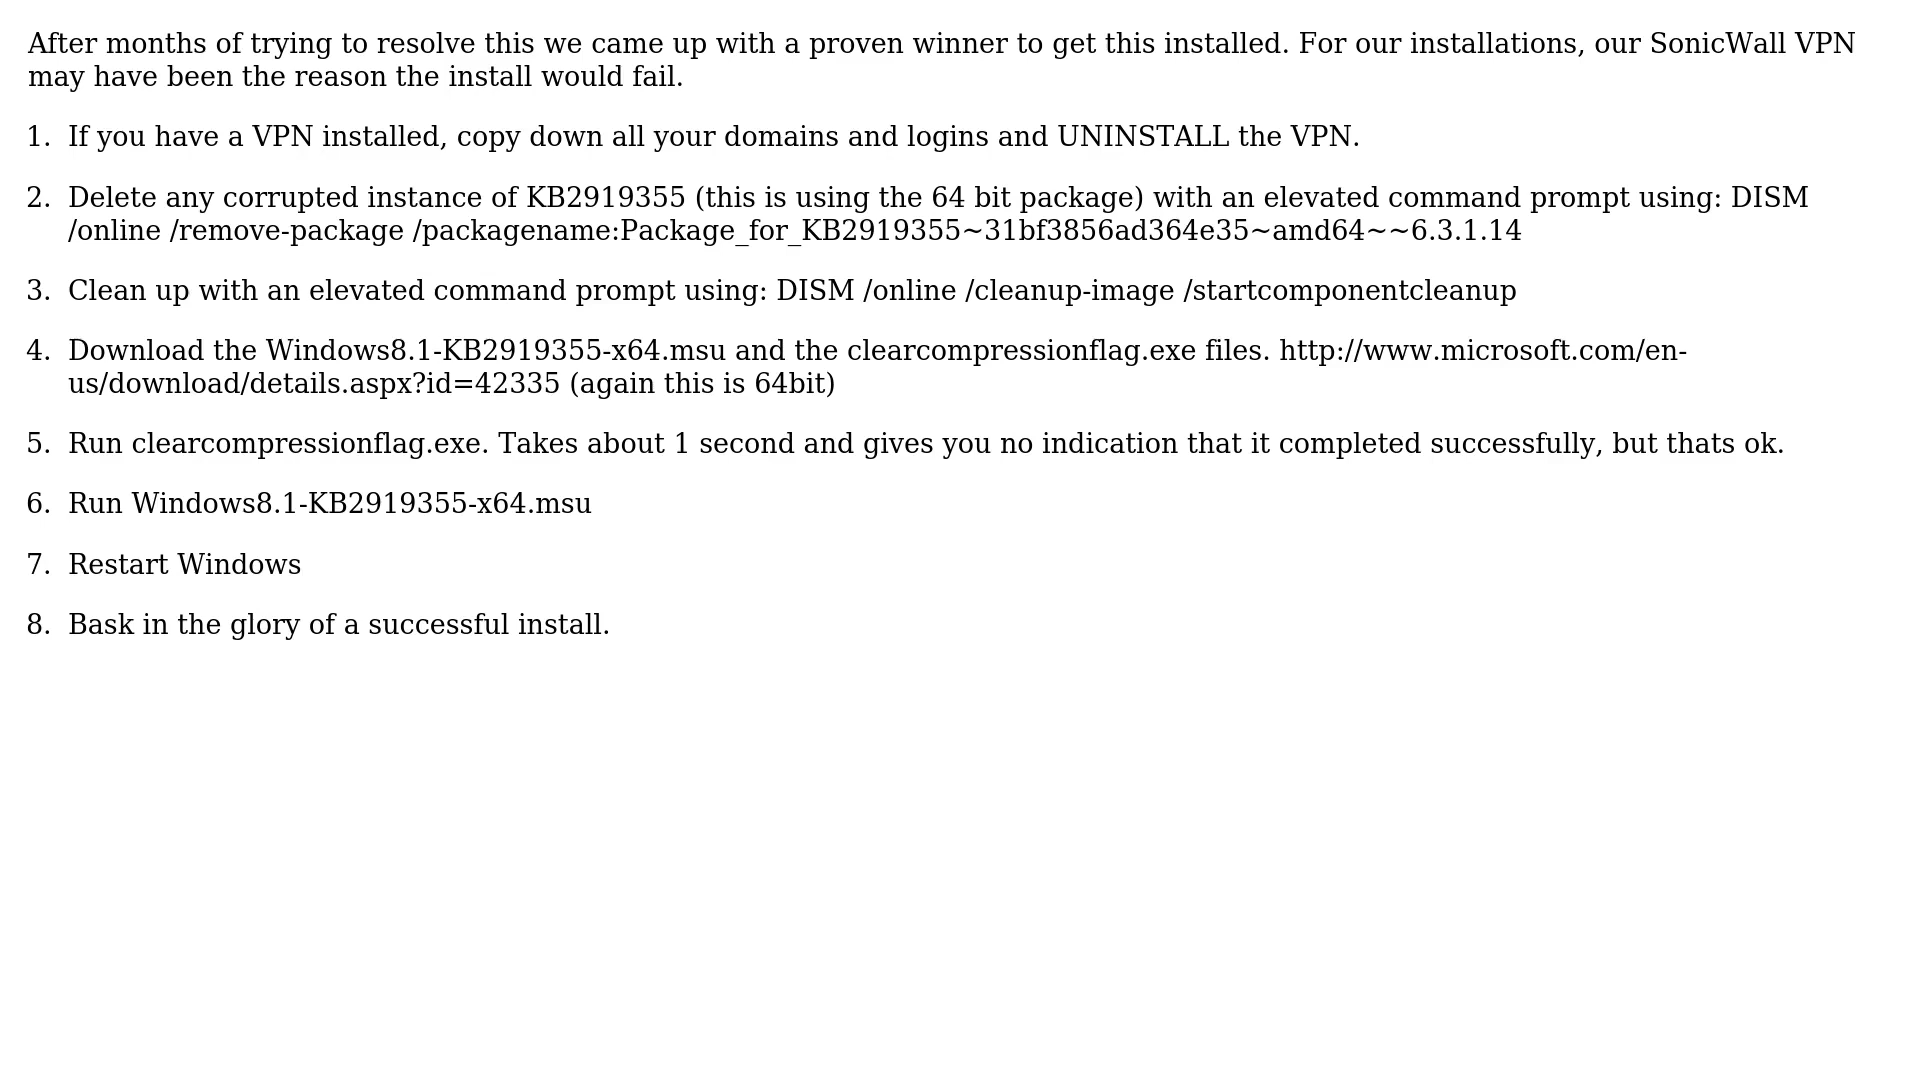 After months of trying to resolve this we came up with a proven winner to get this installed. For our installations, our SonicWall VPN
may have been the reason the install would fail.
1. If you have a VPN installed, copy down all your domains and logins and UNINSTALL the VPN.
2. Delete any corrupted instance of KB2919355 (this is using the 64 bit package) with an elevated command prompt using: DISM
/online /remove-package /packagename:Package_for_KB2919355~31bf3856ad364e35~amd64~~6.3.1.14
3. Clean up with an elevated command prompt using: DISM /online /cleanup-image /startcomponentcleanup
4. Download the Windows8.1-KB2919355-x64.msu and the clearcompressionflag.exe files. http://www.microsoft.com/en-
us/download/details.aspx?id=42335 (again this is 64bit)
5. Run clearcompressionflag.exe. Takes about 1 second and gives you no indication that it completed successfully, but thats ok.
6. Run Windows8.1-KB2919355-x64.msu
7. Restart Windows
8. Bask in the glory of a successful install.